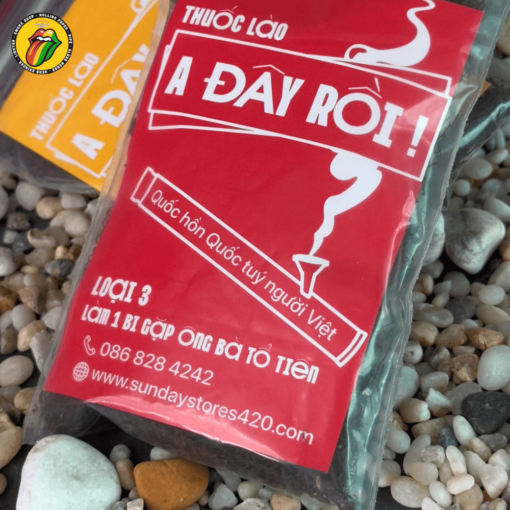 THUỐC LÀO
A ĐÂY RỒI !
Quốc hồn Quốc tuý người Việt
LOẠI 3
LÀM 1 BI GẶP ÔNG BÀ TỔ TIÊN
086 828 4242
www.sundaystores420.com
THUỐC LÀO
A ĐÂY